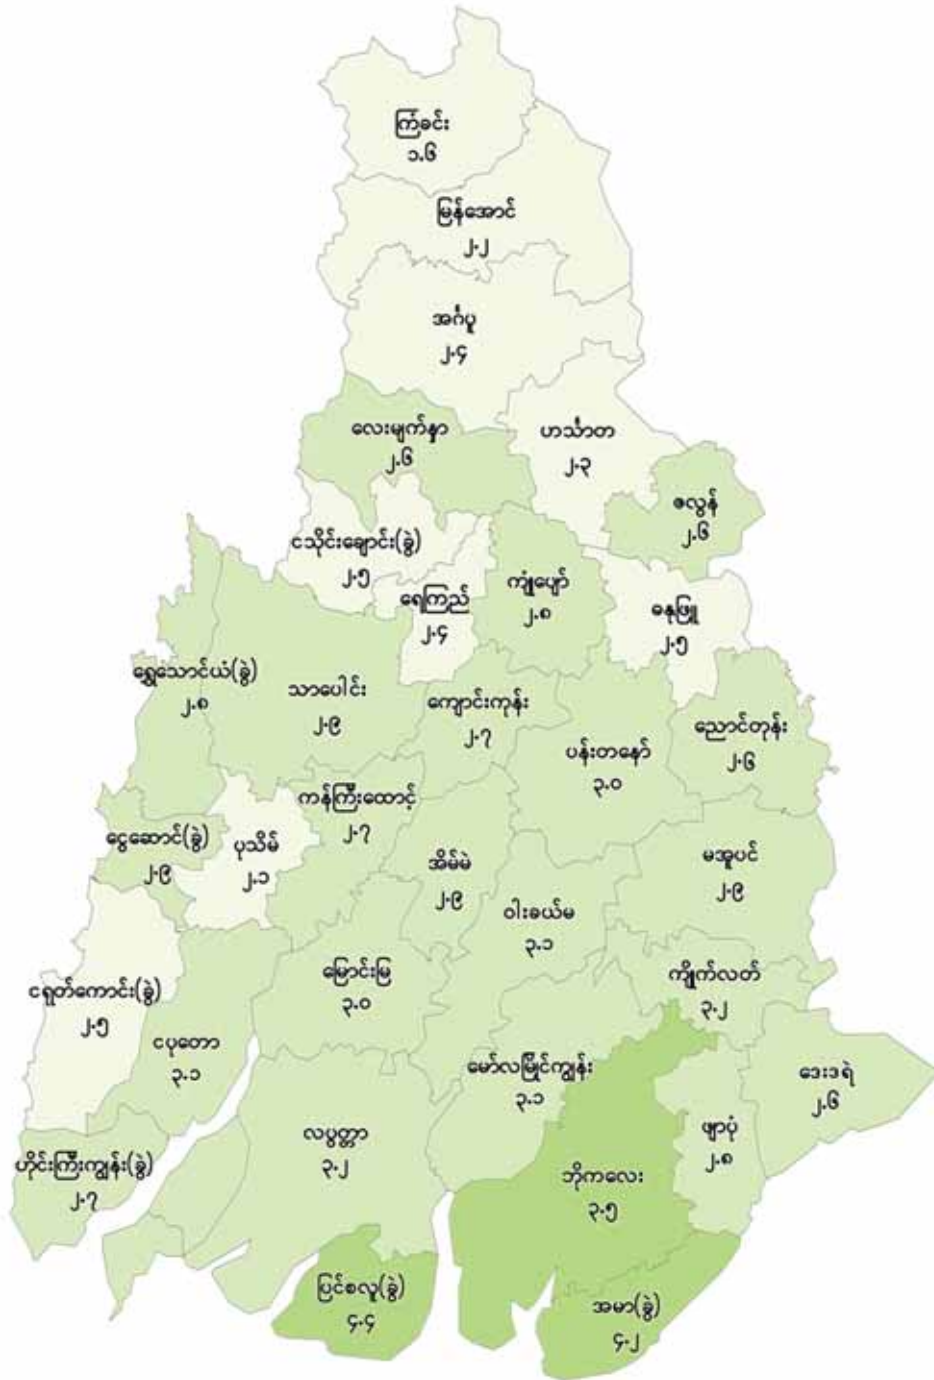 ကြံခင်း
၁.၆
မြန်အောင်
၂.၂
အင်္ဂပူ
၂.၄
လေးမျက်နှာ
၂.၆
ဟင်္သာတ
၂.၃
ဇလွန်
၂.၆
ငသိုင်းချောင်း(ခွဲ)
၂.၅
ရေကြည်
၂.၄
ကျုံပျော်
၂.၈
ဓနုဖြူ
၂.၅
ရွှေသောင်ယံ(ခွဲ)
၂.၈
သာပေါင်း
၂.၉
ကျောင်းကုန်း
၂.၇
ပန်းတနော်
၃.၀
ညောင်တုန်း
၂.၆
ငွေဆောင်(ခွဲ)
၂.၉
ပုသိမ်
၂.၁
ကန်ကြီးထောင့်
၂.၇
အိမ်မဲ
၂.၉
ဝါးခယ်မ
၃.၁
မအူပင်
၂.၉
ငရုတ်ကောင်း(ခွဲ)
၂.၅
ငပုတော
၃.၁
မြောင်းမြ
၃.၀
မော်လမြိုင်ကျွန်း
၃.၁
ကျိုက်လတ်
၃.၂
ဒေးဒရဲ
၂.၆
ဖျာပုံ
၂.၈
ဟိုင်းကြီးကျွန်း(ခွဲ)
၂.၇
လပွတ္တာ
၃.၂
ဘိုကလေး
၃.၅
ပြင်စလူ(ခွဲ)
၄.၄
အမာ(ခွဲ)
၄.၂